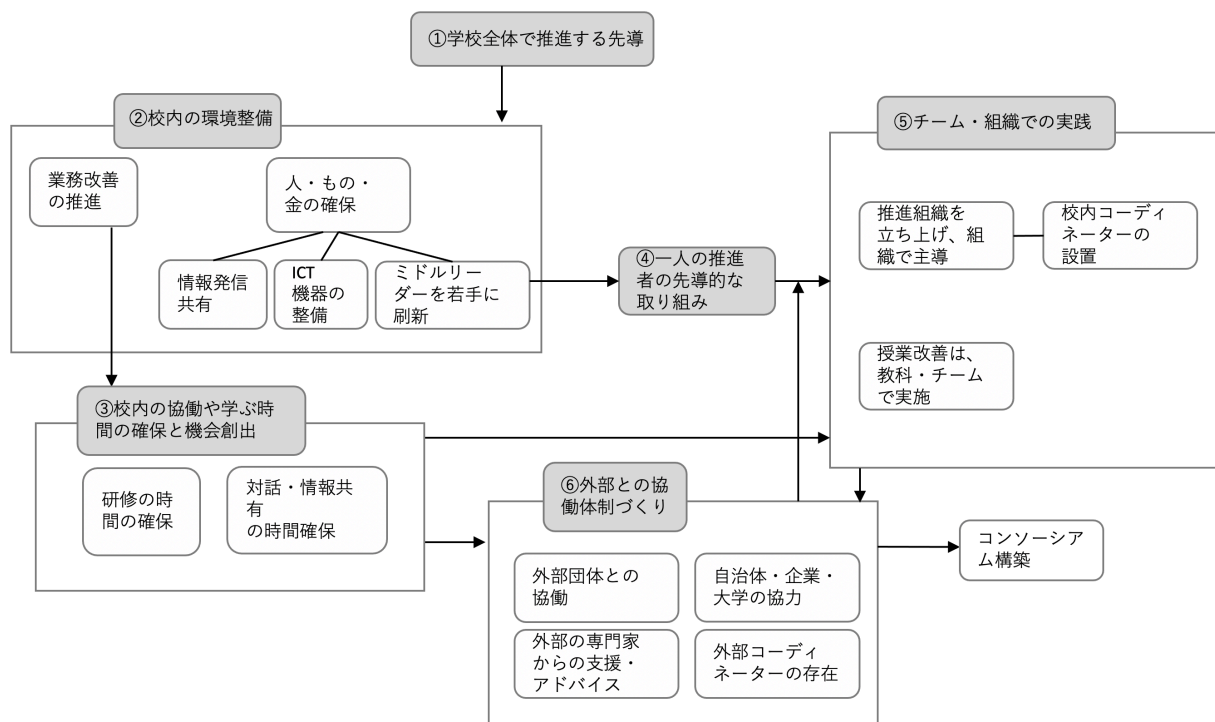 ①学校全体で推進する先導
②校内の環境整備
業務改善
の推進
人・もの・
金の確保
情報発信
共有
ICT
機器の
整備
ミドルリー
ダーを若手に
刷新
③校内の協働や学ぶ時
間の確保と機会創出
研修の時
間の確保
対話・情報共
有
の時間確保
④一人の推進
者の先導的な
取り組み
⑤チーム・組織での実践
推進組織を
立ち上げ、組
織で主導
校内コーディ
ネーターの
設置
授業改善は、
教科・チーム
で実施
⑥外部との協
働体制づくり
外部団体との
協働
自治体・企業・
大学の協力
外部の専門家
からの支援・
アドバイス
外部コーディ
ネーターの存在
コンソーシア
ム構築